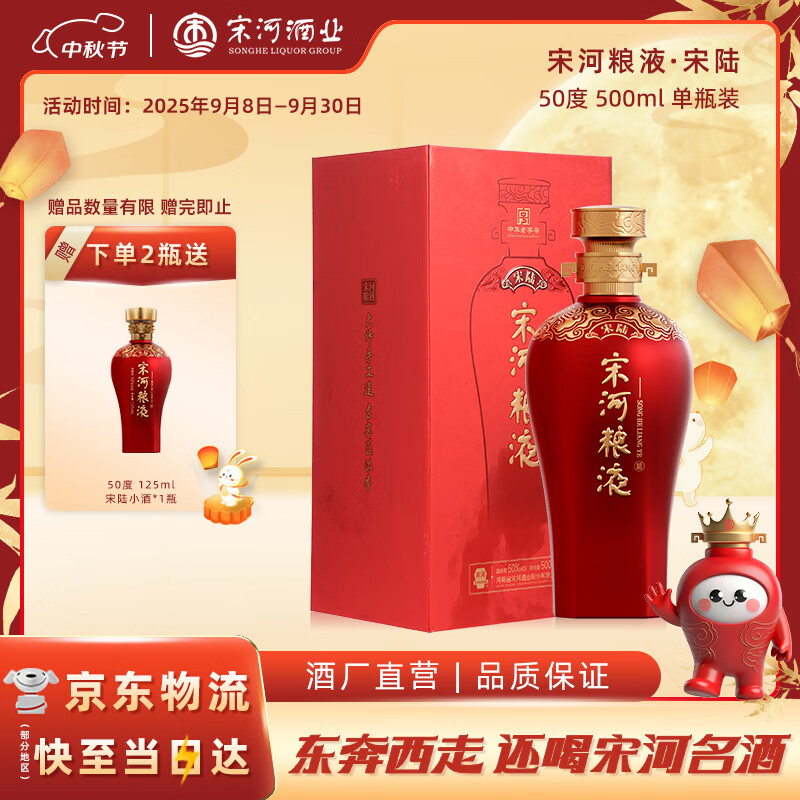 中秋节
宋河酒业
SONGHE LIQUOR GROUP
宋河粮液·宋陆
50度 500ml 单瓶装
活动时间：2025年9月8日—9月30日
赠品数量有限 赠完即止
赠 下单2瓶送
宋河粮液
50度 125ml
宋陆小酒*1瓶
中华老字号
宋陆
宋河粮液
宋陆
宋河粮液
SONG HE LIANG YE
京东物流
(部分地区)
快至当日达
酒厂直营 | 品质保证
东奔西走 还喝宋河名酒